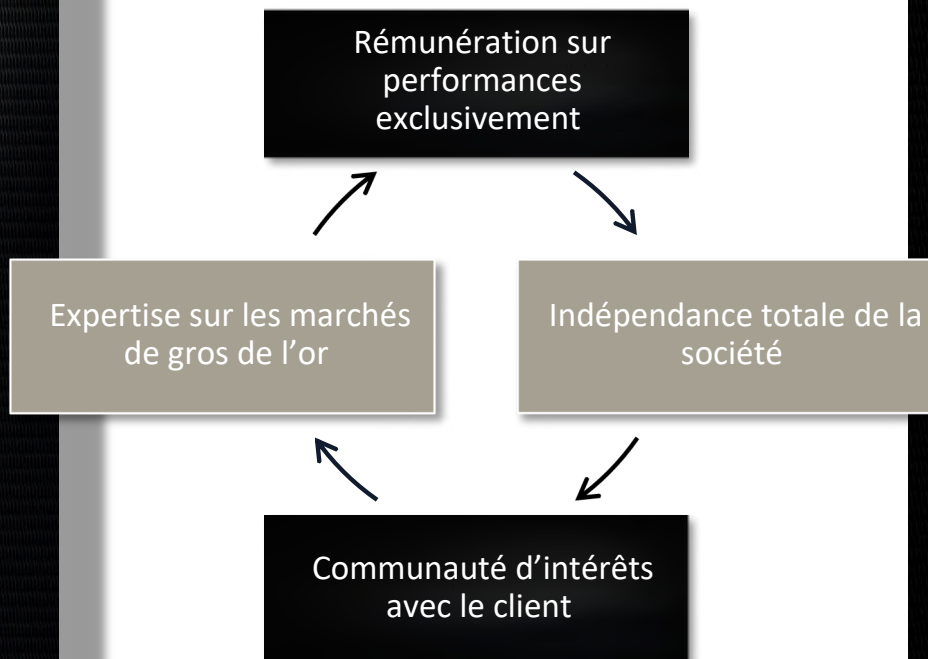 Rémunération sur
performances
exclusivement
Expertise sur les marchés
de gros de l’or
Indépendance totale de la
société
Communauté d’intérêts
avec le client